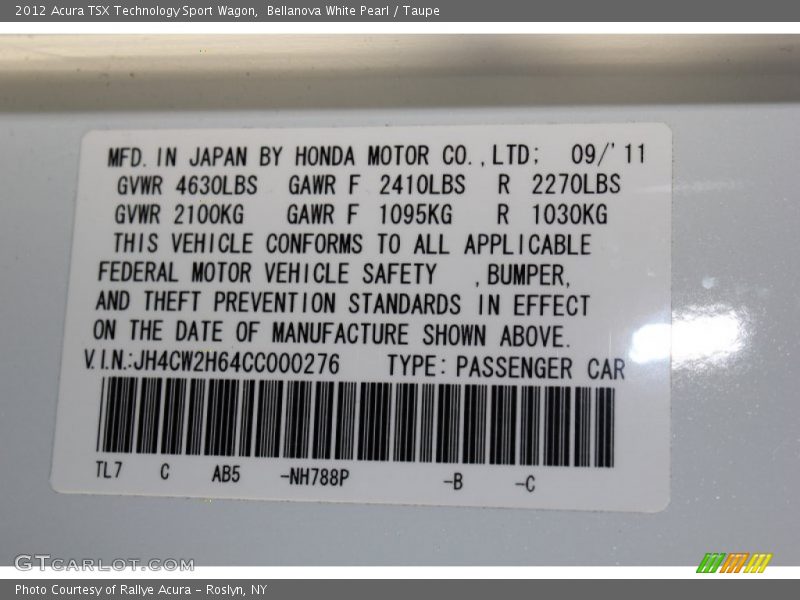 2012 Acura TSX Technology Sport Wagon,  Bellanova White Pearl / Taupe
MFD. IN JAPAN BY HONDA MOTOR CO.,LTD; 09/'11
GVWR 4630LBS GAWR F 2410LBS R 2270LBS
GVWR 2100KG GAWR F 1095KG R 1030KG
THIS VEHICLE CONFORMS TO ALL APPLICABLE
FEDERAL MOTOR VEHICLE SAFETY ,BUMPER,
AND THEFT PREVENTION STANDARDS IN EFFECT
ON THE DATE OF MANUFACTURE SHOWN ABOVE.
V.I.N.:JH4CW2H64CC000276 TYPE: PASSENGER CAR
TL7 C AB5 -NH788P -B -C
GTCARLOT.COM
Photo Courtesy of Rallye Acura – Roslyn, NY